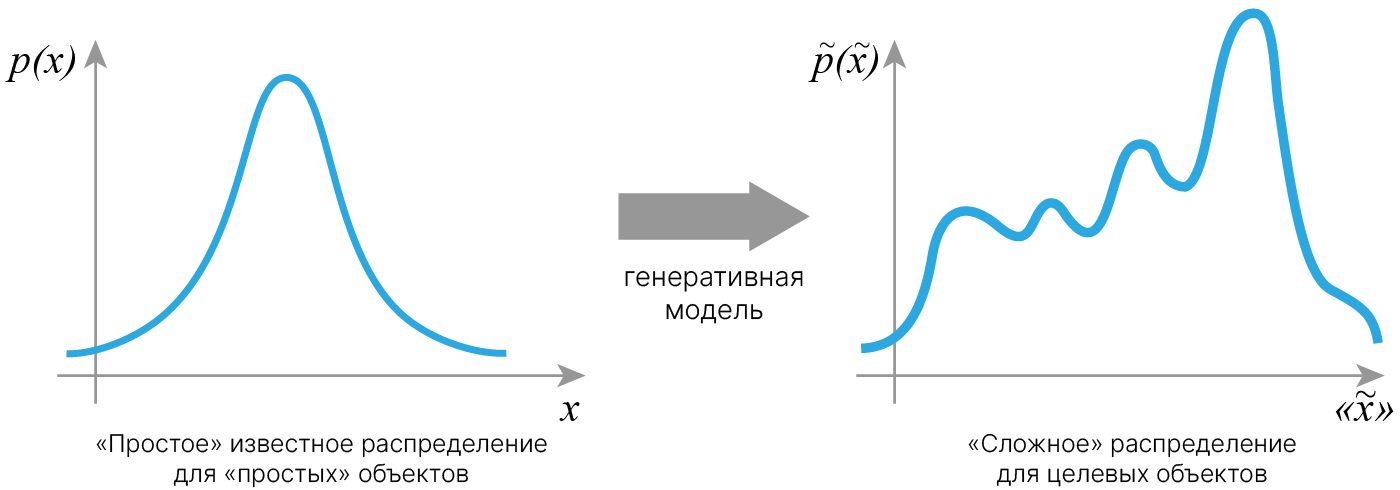 p(x)
x
«Простое» известное распределение
для «простых» объектов
генеративная
модель
p̃(x̃)
«x̃»
«Сложное» распределение
для целевых объектов